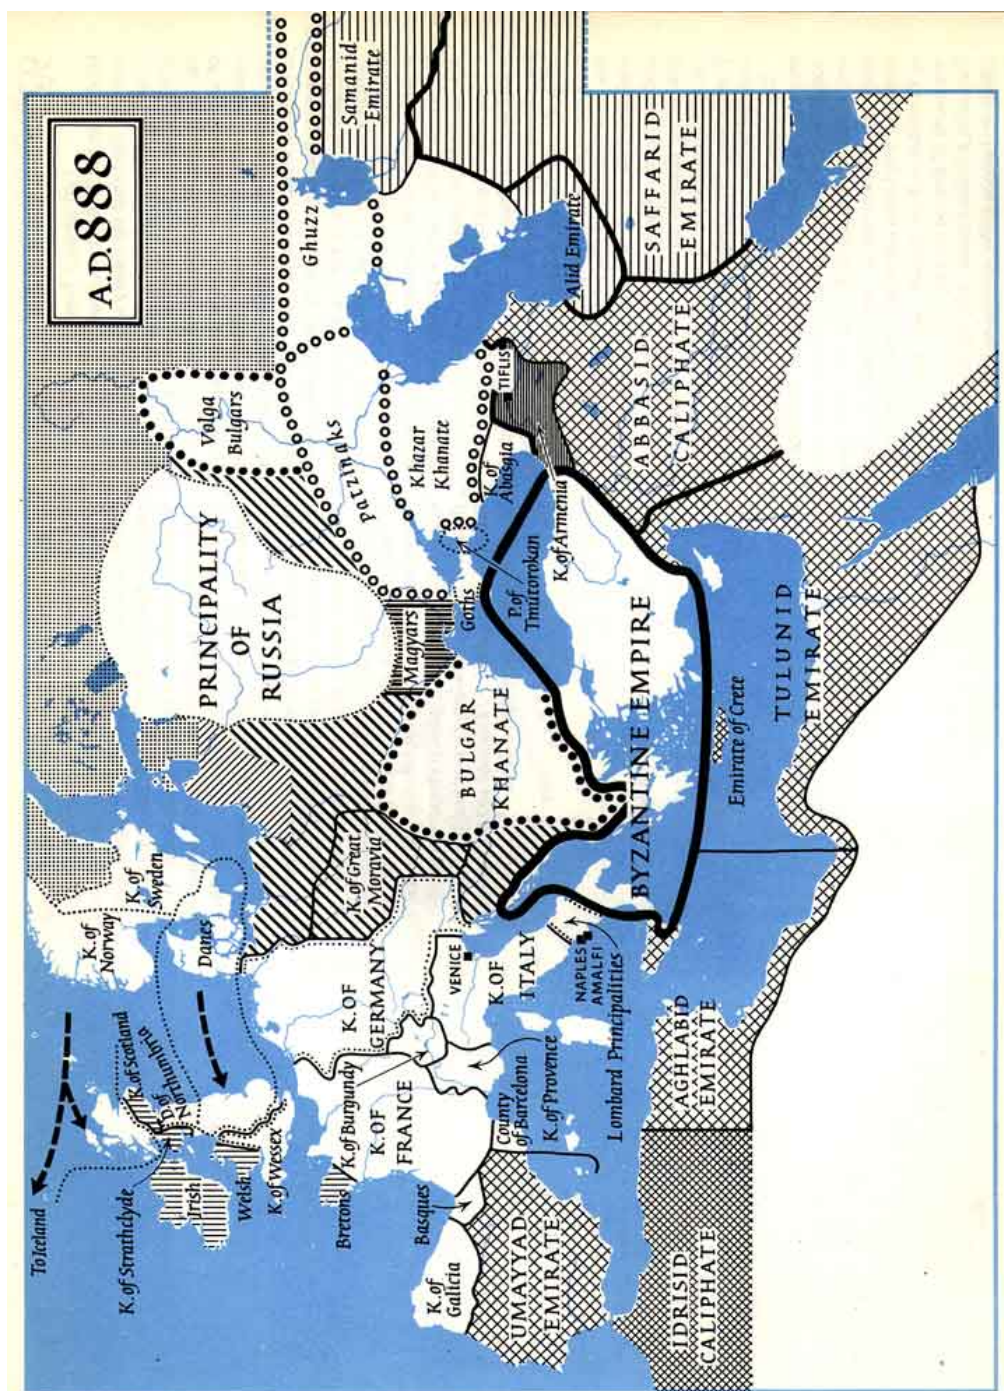 A.D.888
To Iceland
K. of Norway
K. of
Sweden
Danes
K. of Scotland
D. of
Northumbria
K. of Strathclyde
Irish
Welsh
K. of Wessex
Bretons
K. of Burgundy
K. OF
FRANCE
K. OF
GERMANY
Basques
K. of
Galicia
UMAYYAD
EMIRATE
County
of Barcelona
K. of Provence
VENICE
K. OF
ITALY
NAPLES
AMALFI
Lombard Principalities
K. of Great
Moravia
BULGAR
KHANATE
Magyars
PRINCIPALITY
OF
RUSSIA
Volga
Bulgars
Patzinaks
Ghuzz
Khazar
Khanate
Goths
P. of
Tmutorokan
K. of
Abasgia
TIFLIS
K. of Armenia
BYZANTINE EMPIRE
Emirate of Crete
Samanid
Emirate
Alid Emirate
SAFFARID
EMIRATE
ABBASID
CALIPHATE
TULUNID
EMIRATE
AGHLABID
EMIRATE
IDRISID
CALIPHATE